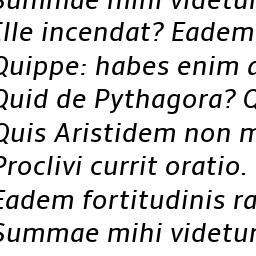 Summae mihi videtur
Elle incendat? Eadem
Quippe: habes enim a
Quid de Pythagora? Q
Quis Aristidem non m
Proclivi currit oratio.
Eadem fortitudinis ra
Summae mihi videtur